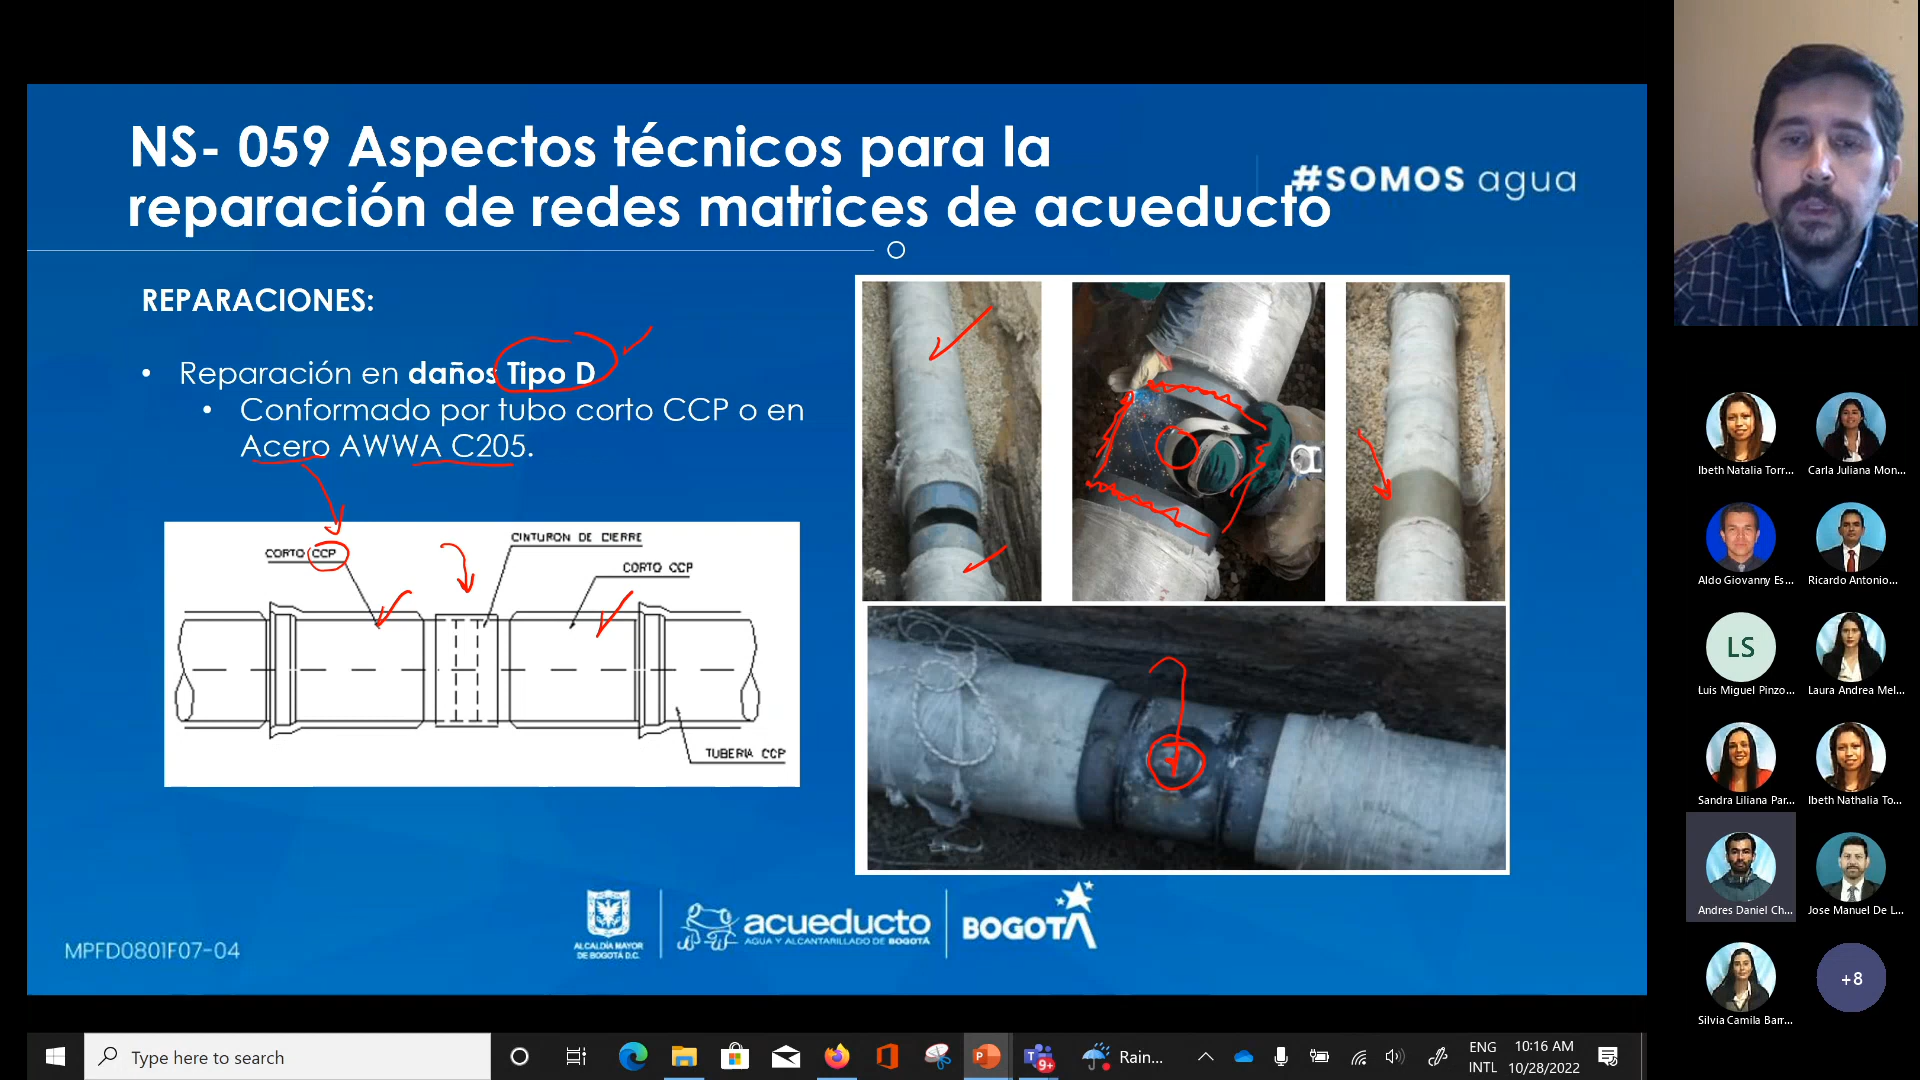 NS- 059 Aspectos técnicos para la
reparación de redes matrices de acueducto
#SOMOS agua
REPARACIONES:
• Reparación en daños Tipo D
• Conformado por tubo corto CCP o en
Acero AWWA C205.
CINTURON DE CIERRE
CORTO CCP
CORTO CCP
TUBERIA CCP
MPFD0801F07-04
ALCALDÍA MAYOR
DE BOGOTÁ D.C.
acueducto
AGUA Y ALCANTARILLADO DE BOGOTÁ
BOGOTÁ
Ibeth Natalia Torr...
Carla Juliana Mon...
Aldo Giovanny Es...
Ricardo Antonio...
LS
Luis Miguel Pinzo...
Laura Andrea Mel...
Sandra Liliana Par...
Ibeth Nathalia To...
Andres Daniel Ch...
Jose Manuel De L...
Silvia Camila Barr...
+8
Type here to search
9+
Rain...
ENG
INTL
10:16 AM
10/28/2022